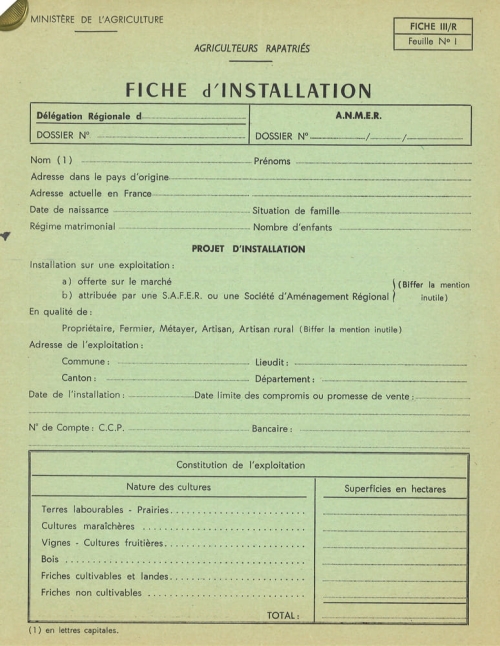 MINISTÈRE DE L'AGRICULTURE
FICHE III/R
Feuille No I
AGRICULTEURS RAPATRIÉS
FICHE d'INSTALLATION
Délégation Régionale d
A.N.M.E.R.
DOSSIER No
DOSSIER No / /
Nom (1) Prénoms
Adresse dans le pays d'origine
Adresse actuelle en France
Date de naissance Situation de famille
Régime matrimonial Nombre d'enfants
PROJET D'INSTALLATION
Installation sur une exploitation :
a) offerte sur le marché
b) attribuée par une S.A.F.E.R. ou une Société d'Aménagement Régional
(Biffer la mention
inutile)
En qualité de :
Propriétaire, Fermier, Métayer, Artisan, Artisan rural (Biffer la mention inutile)
Adresse de l'exploitation :
Commune : Lieudit :
Canton : Département :
Date de l'installation : Date limite des compromis ou promesse de vente :
No de Compte : C.C.P. Bancaire :
Constitution de l'exploitation
Nature des cultures Superficies en hectares
Terres labourables - Prairies
Cultures maraîchères
Vignes - Cultures fruitières
Bois
Friches cultivables et landes
Friches non cultivables
TOTAL :
(1) en lettres capitales.